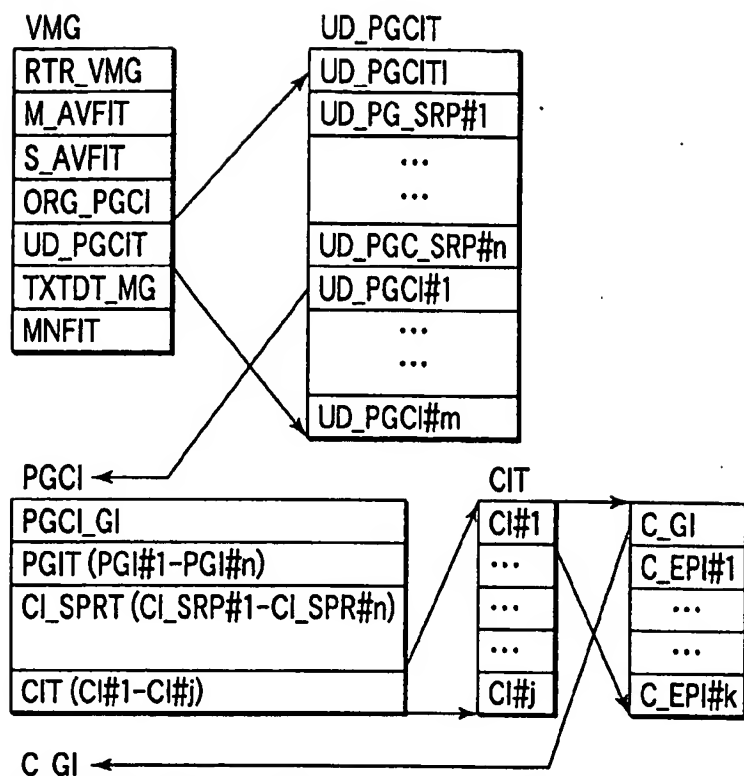 VMG
RTR_VMG
M_AVFIT
S_AVFIT
ORG_PGCI
UD_PGCIT
TXTDT_MG
MNFIT
UD_PGCIT
UD_PGCITI
UD_PG_SRP#1
...
...
UD_PGC_SRP#n
UD_PGCI#1
...
...
UD_PGCI#m
PGCI
PGCI_GI
PGIT (PGI#1-PGI#n)
CI_SPRT (CI_SRP#1-CI_SPR#n)
CIT (CI#1-CI#j)
CIT
CI#1
...
...
...
CI#j
C_GI
C_EPI#1
...
...
C_EPI#k
C_GI